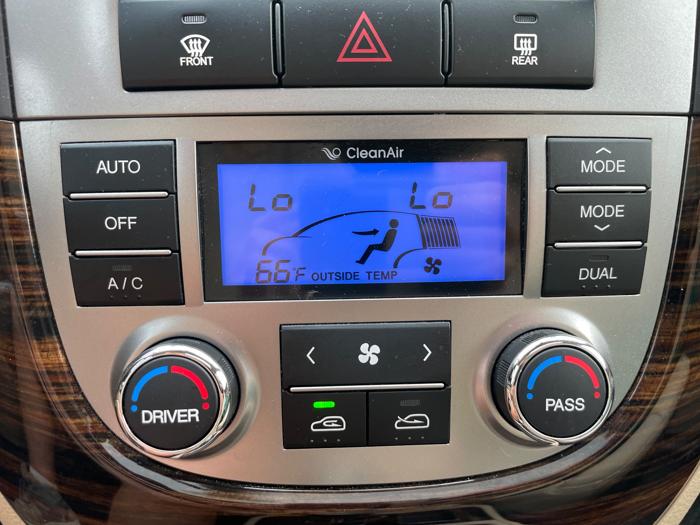 FRONT
REAR
CleanAir
AUTO
OFF
A/C
Lo Lo
66°F OUTSIDE TEMP
MODE
MODE
DUAL
DRIVER
PASS